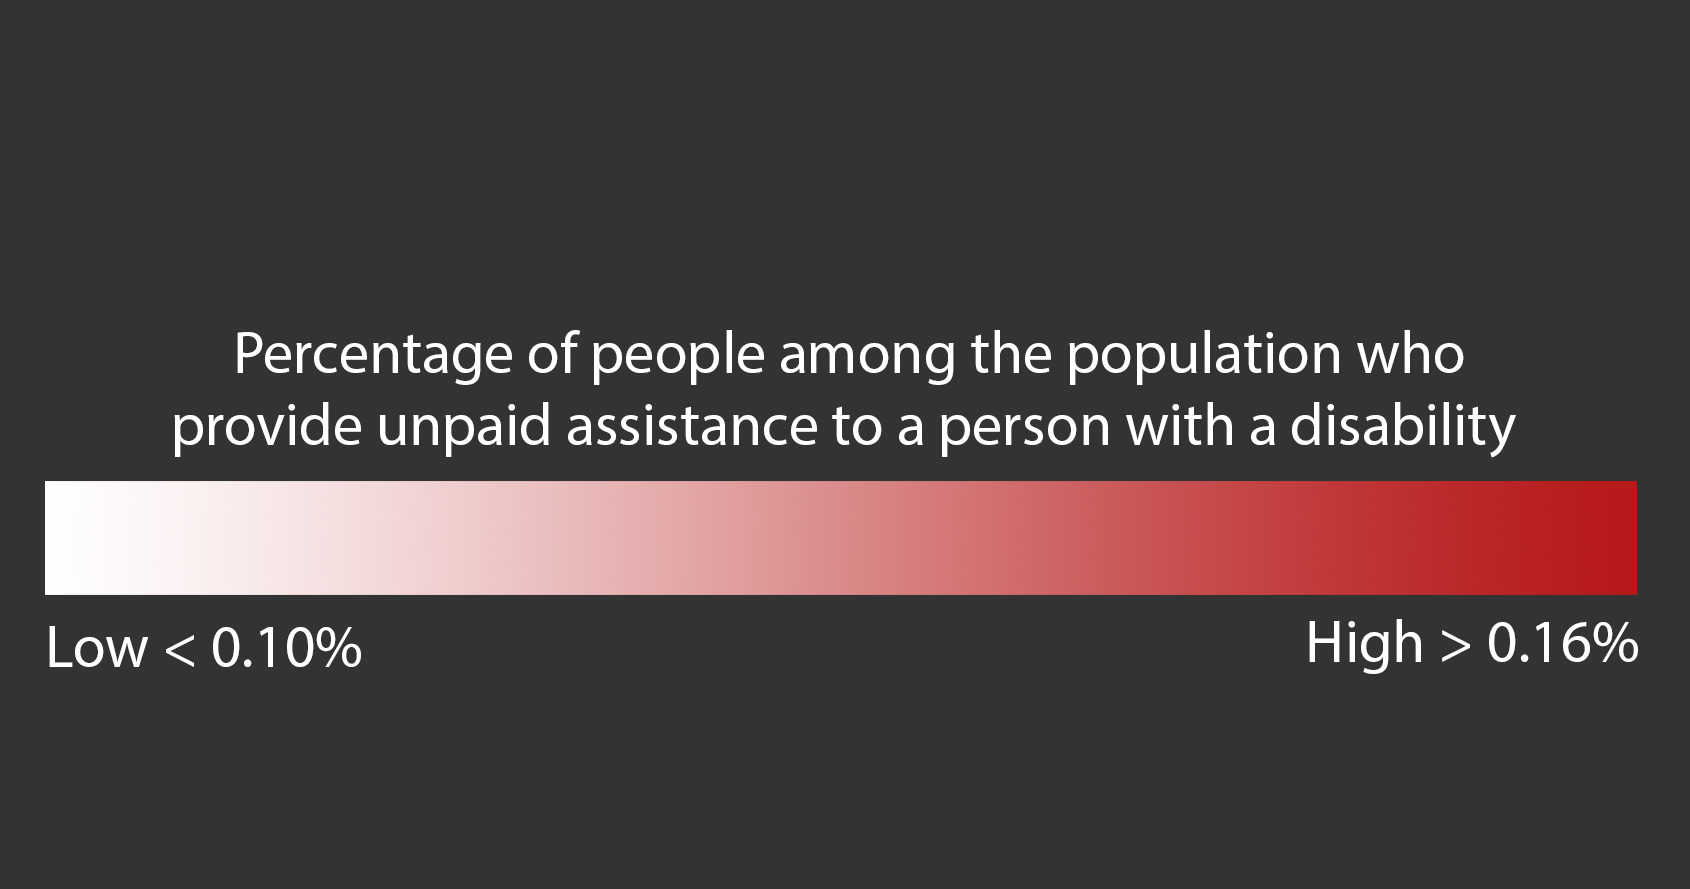 Percentage of people among the population who
provide unpaid assistance to a person with a disability
Low < 0.10%
High > 0.16%